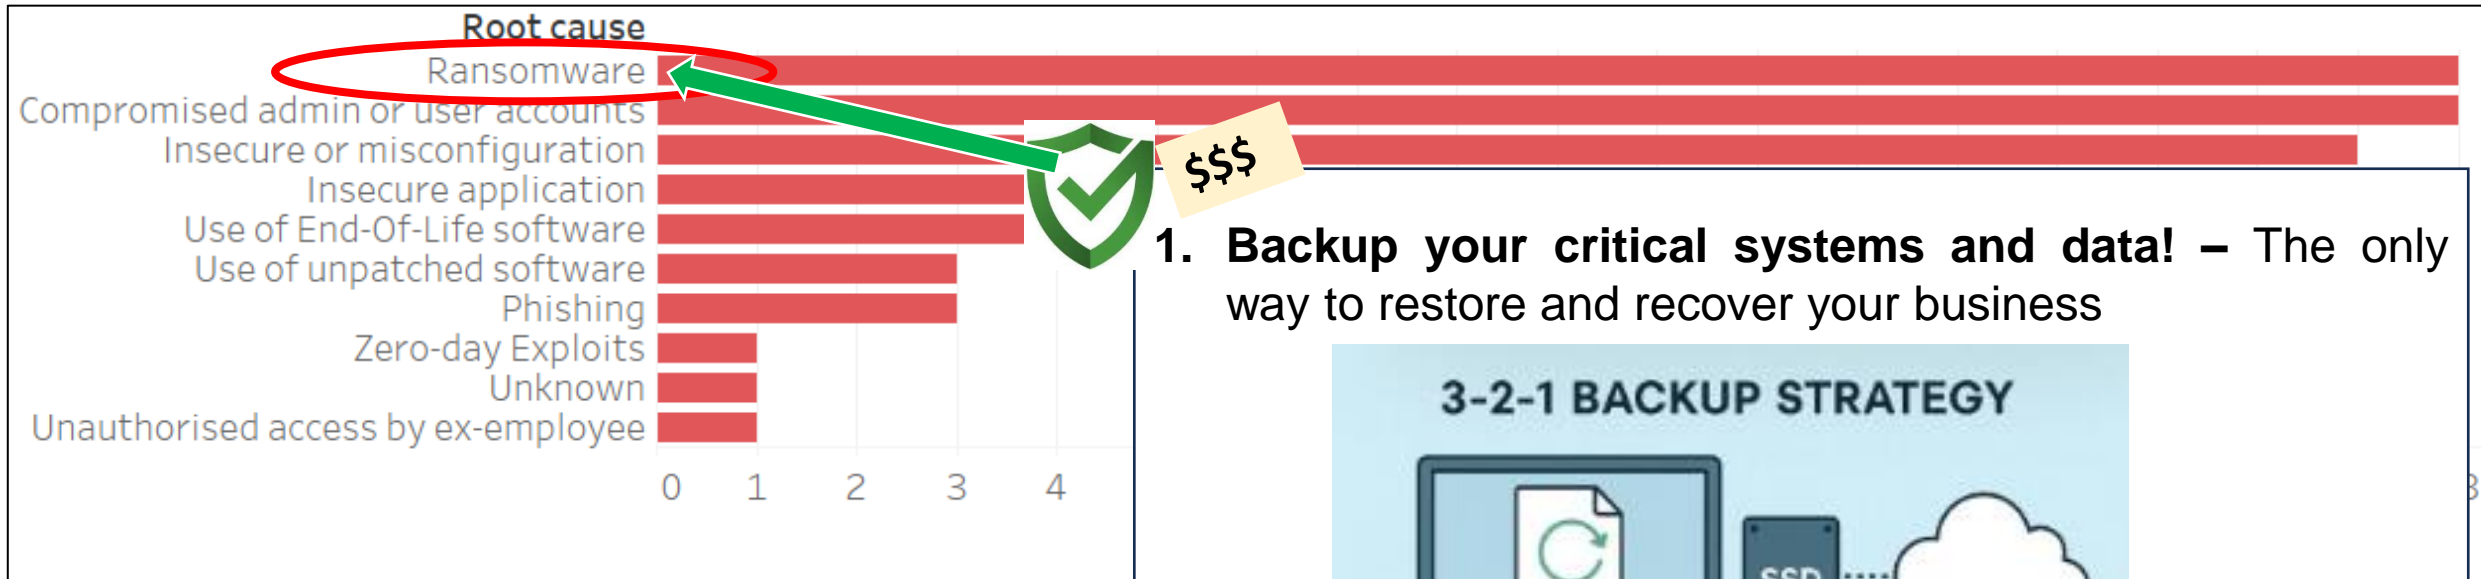 Root cause
Ransomware
Compromised admin or user accounts
Insecure or misconfiguration
Insecure application
Use of End-Of-Life software
Use of unpatched software
Phishing
Zero-day Exploits
Unknown
Unauthorised access by ex-employee
0 1 2 3 4
$$$
1. Backup your critical systems and data! – The only
way to restore and recover your business
3-2-1 BACKUP STRATEGY
SSD